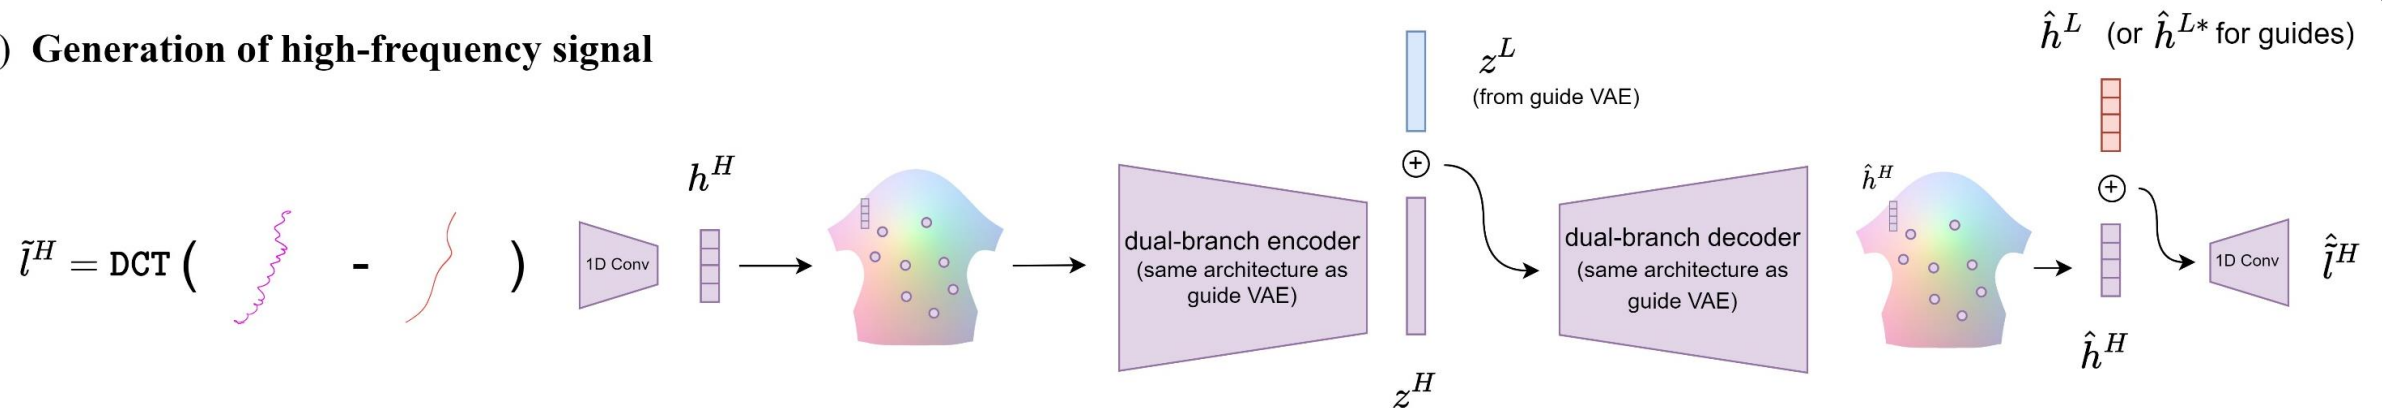 ) Generation of high-frequency signal
l̃^H = DCT ( - )
1D Conv
h^H
dual-branch encoder
(same architecture as
guide VAE)
z^L
(from guide VAE)
+
z^H
dual-branch decoder
(same architecture as
guide VAE)
ĥ^H
ĥ^L (or ĥ^{L*} for guides)
+
ĥ^H
1D Conv
l̃̂^H